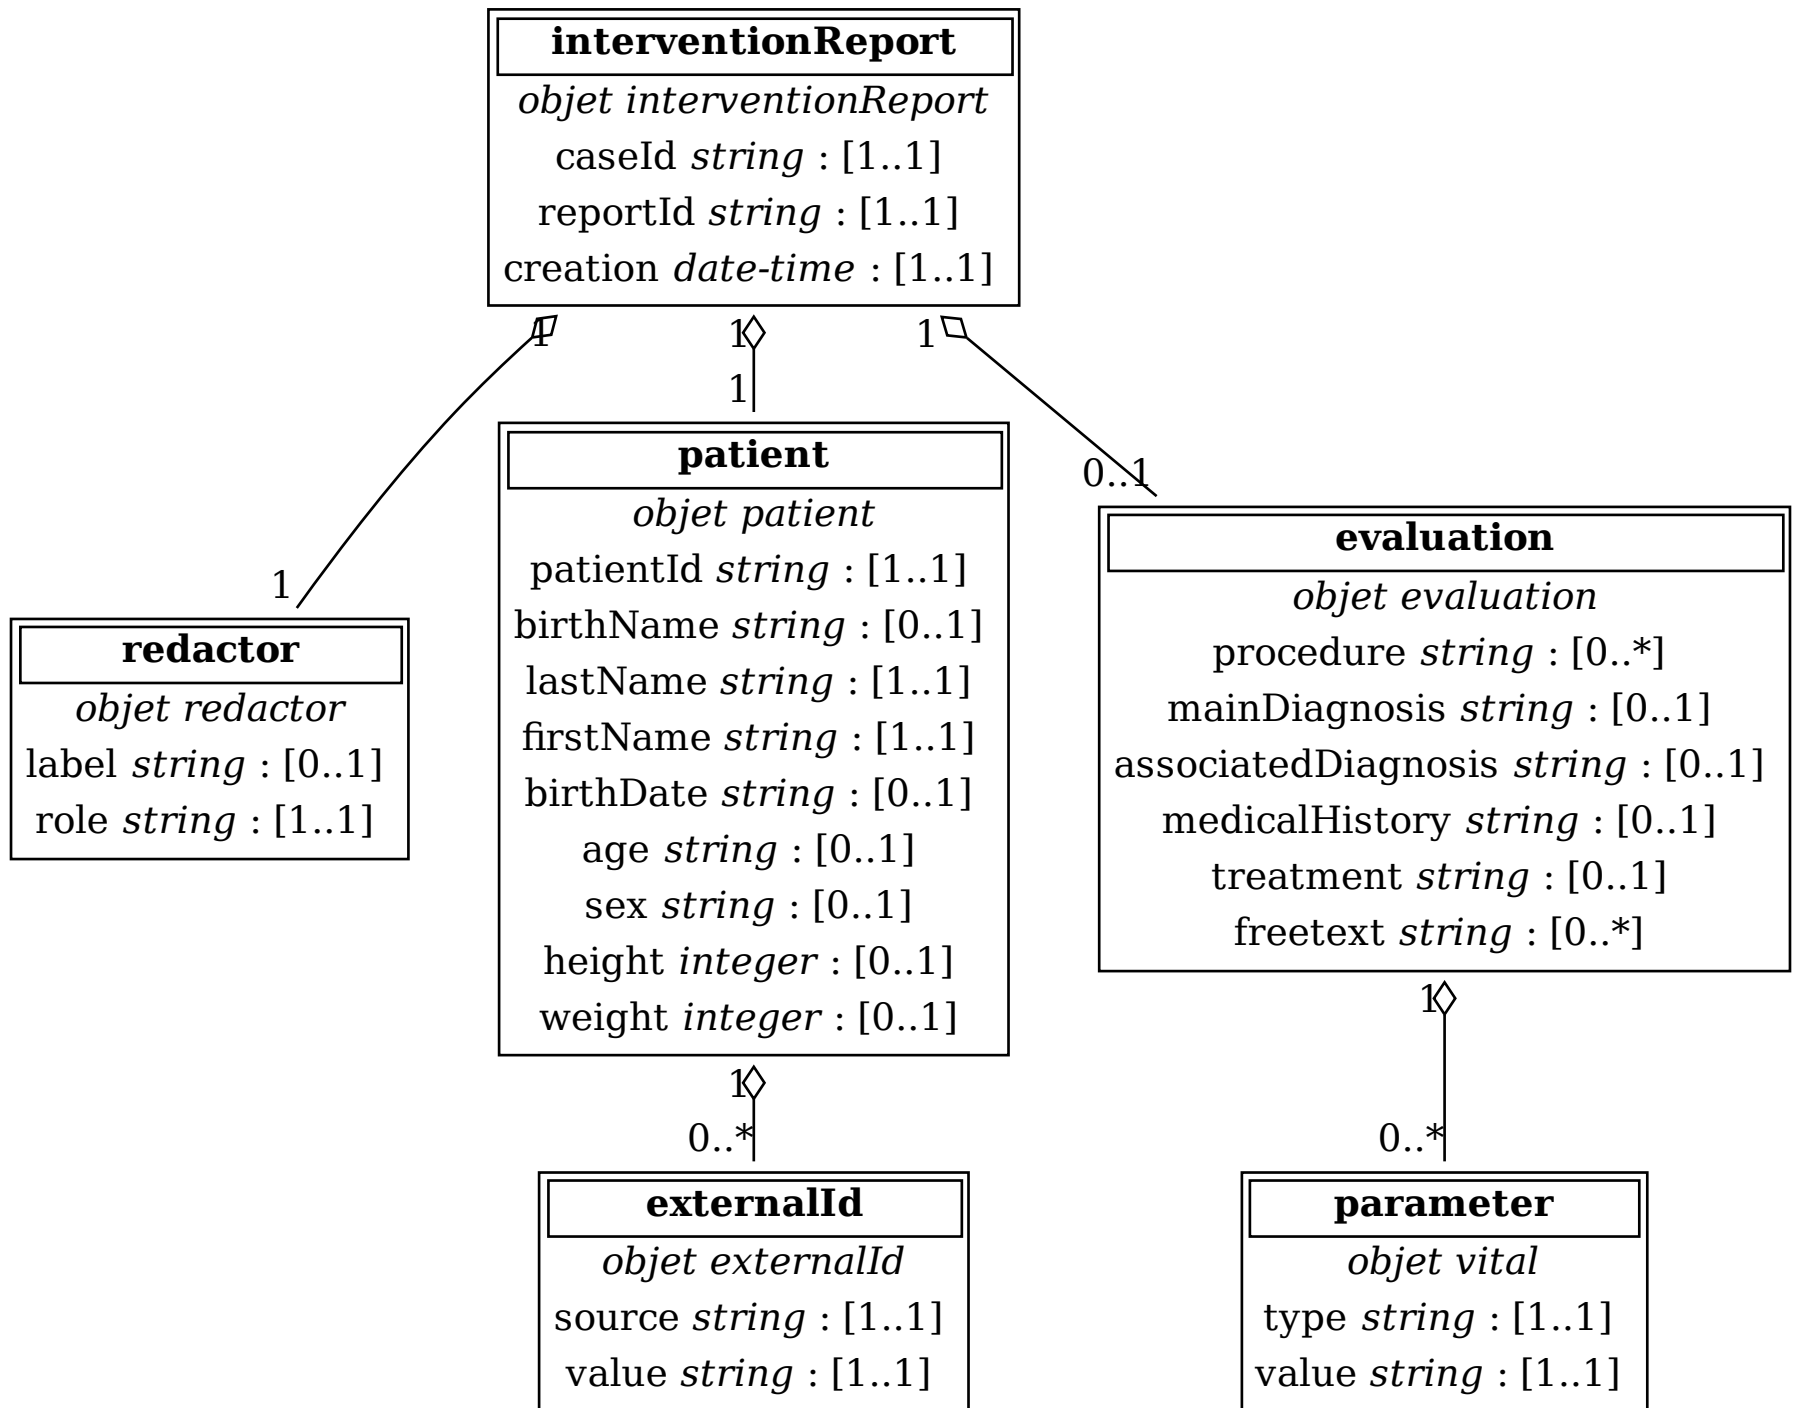 interventionReport
objet interventionReport
caseId string : [1..1]
reportId string : [1..1]
creation date-time : [1..1]
1
1
1
1
patient
objet patient
patientId string : [1..1]
birthName string : [0..1]
lastName string : [1..1]
firstName string : [1..1]
birthDate string : [0..1]
age string : [0..1]
sex string : [0..1]
height integer : [0..1]
weight integer : [0..1]
0..1
evaluation
objet evaluation
procedure string : [0..*]
mainDiagnosis string : [0..1]
associatedDiagnosis string : [0..1]
medicalHistory string : [0..1]
treatment string : [0..1]
freetext string : [0..*]
1
redactor
objet redactor
label string : [0..1]
role string : [1..1]
1
0..*
externalId
objet externalId
source string : [1..1]
value string : [1..1]
1
0..*
parameter
objet vital
type string : [1..1]
value string : [1..1]